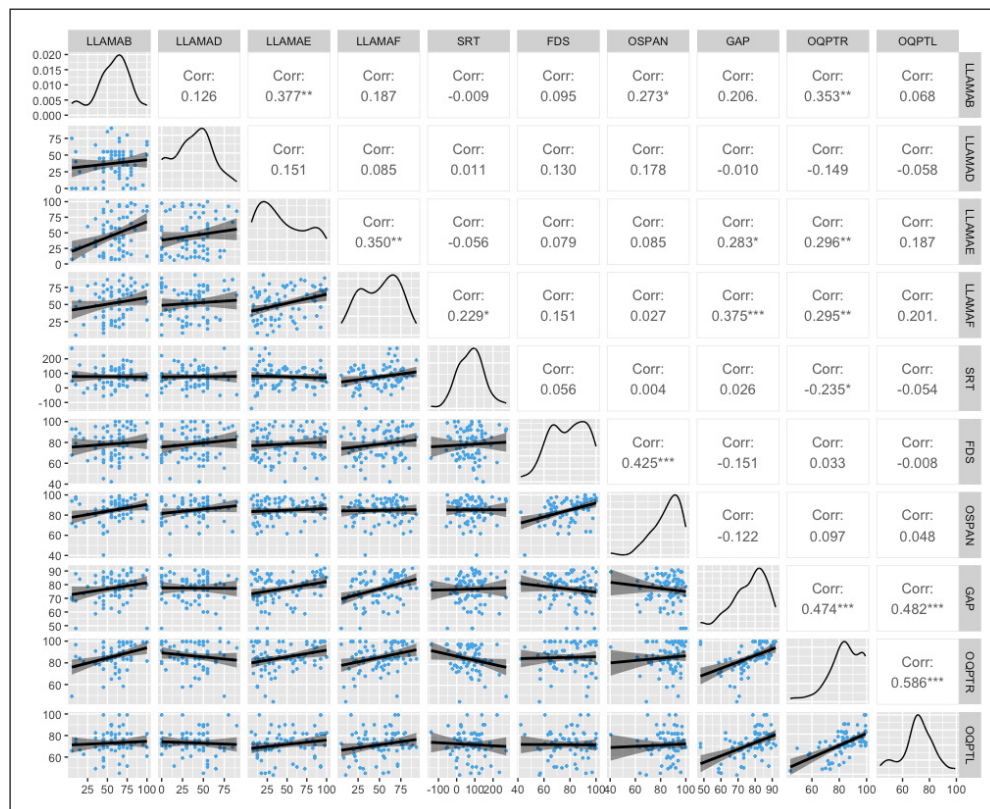 LLAMAB LLAMAD LLAMAE LLAMAF SRT FDS OSPAN GAP OQPTR OQPTL
0.020
0.015
0.010
0.005
0.000
Corr: Corr: Corr: Corr: Corr: Corr: Corr: Corr: Corr:
0.126 0.377** 0.187 -0.009 0.095 0.273* 0.206. 0.353** 0.068
LLAMAB
75
50
25
0
Corr: Corr: Corr: Corr: Corr: Corr: Corr: Corr:
0.151 0.085 0.011 0.130 0.178 -0.010 -0.149 -0.058
LLAMAD
100
75
50
25
0
Corr: Corr: Corr: Corr: Corr: Corr: Corr:
0.350** -0.056 0.079 0.085 0.283* 0.296** 0.187
LLAMAE
75
50
25
Corr: Corr: Corr: Corr: Corr: Corr:
0.229* 0.151 0.027 0.375*** 0.295** 0.201.
LLAMAF
200
100
0
-100
Corr: Corr: Corr: Corr: Corr:
0.056 0.004 0.026 -0.235* -0.054
SRT
100
80
60
40
Corr: Corr: Corr: Corr:
0.425*** -0.151 0.033 -0.008
FDS
100
80
60
40
Corr: Corr: Corr:
-0.122 0.097 0.048
OSPAN
90
80
70
60
50
Corr: Corr:
0.474*** 0.482***
GAP
100
80
60
Corr:
0.586***
OQPTR
100
80
60
OQPTL
25 50 75 100 0 25 50 75 0 25 50 75 100 25 50 75 -100 0 100 200 40 60 80 100 40 60 80 100 50 60 70 80 90 60 80 100 60 80 100